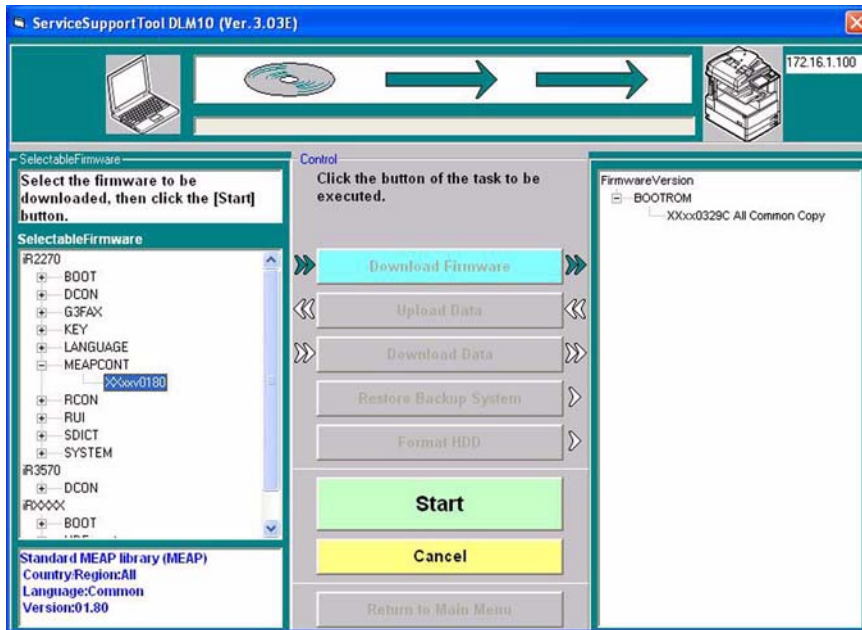 ServiceSupportTool DLM10 (Ver.3.03E)
172.16.1.100
SelectableFirmware
Select the firmware to be
downloaded, then click the [Start]
button.
SelectableFirmware
iR2270
BOOT
DCON
G3FAX
KEY
LANGUAGE
MEAPCONT
XXxxv0180
RCON
RUI
SDICT
SYSTEM
iR3570
DCON
iRXXXX
BOOT
Standard MEAP library (MEAP)
Country/Region:All
Language:Common
Version:01.80
Control
Click the button of the task to be
executed.
Download Firmware
Upload Data
Download Data
Restore Backup System
Format HDD
Start
Cancel
Return to Main Menu
FirmwareVersion
BOOTROM
XXxx0329C All Common Copy